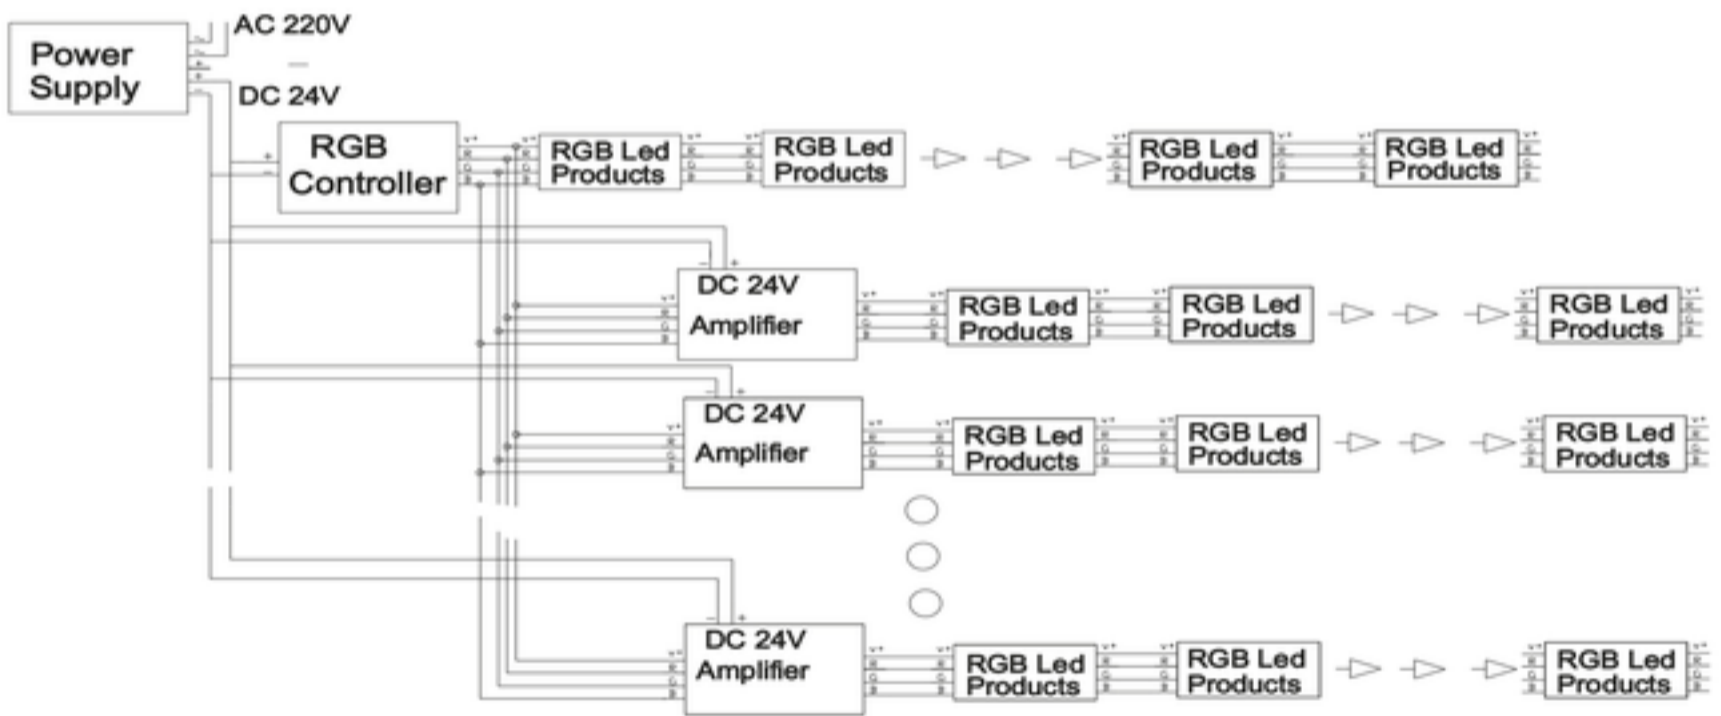 AC 220V
Power
Supply
DC 24V
RGB
Controller
RGB Led
Products
RGB Led
Products
RGB Led
Products
RGB Led
Products
DC 24V
Amplifier
RGB Led
Products
RGB Led
Products
RGB Led
Products
DC 24V
Amplifier
RGB Led
Products
RGB Led
Products
RGB Led
Products
DC 24V
Amplifier
RGB Led
Products
RGB Led
Products
RGB Led
Products